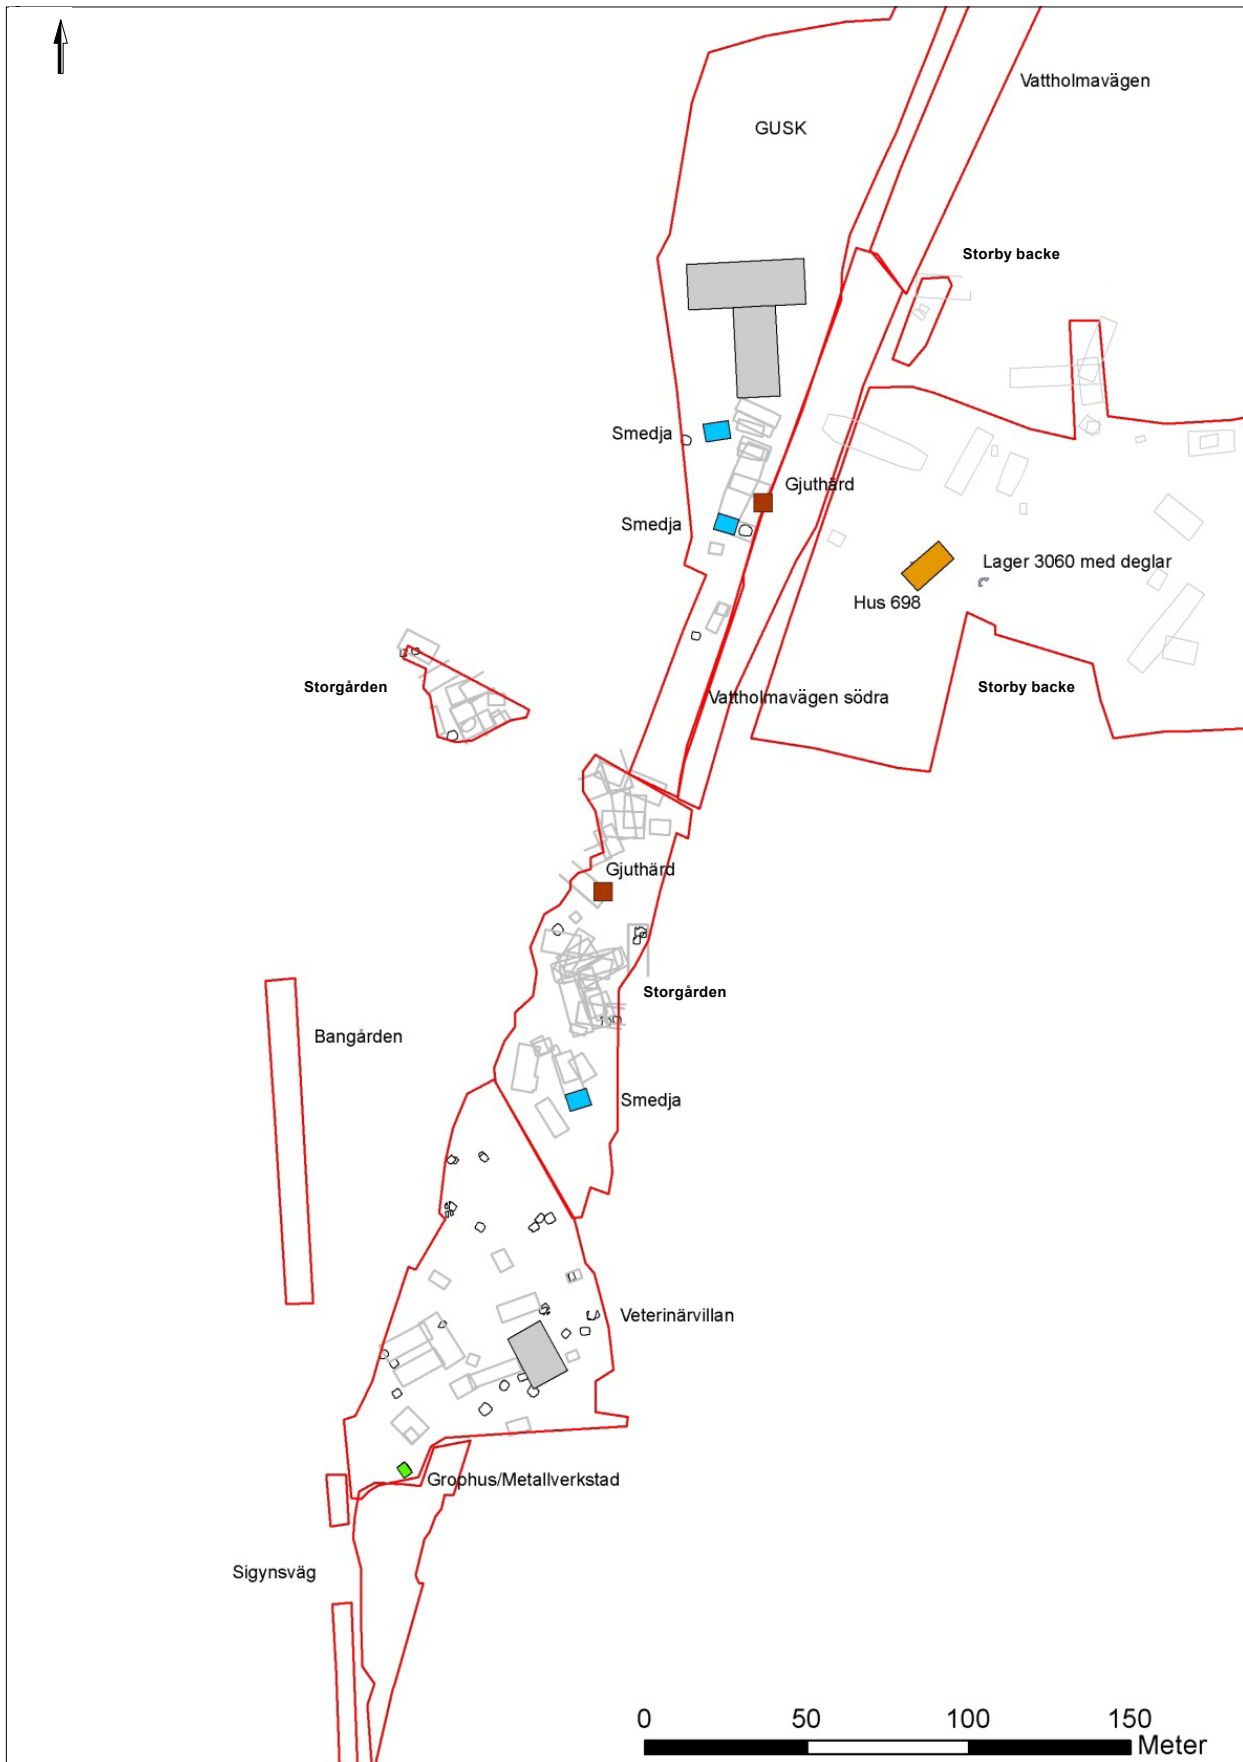 Vattholmavägen
GUSK
Storby backe
Smedja
Gjuthärd
Smedja
Lager 3060 med deglar
Hus 698
Storgården
Storby backe
Vattholmavägen södra
Gjuthärd
Storgården
Bangården
Smedja
Veterinärvillan
Grophus/Metallverkstad
Sigynsväg
0 50 100 150
Meter